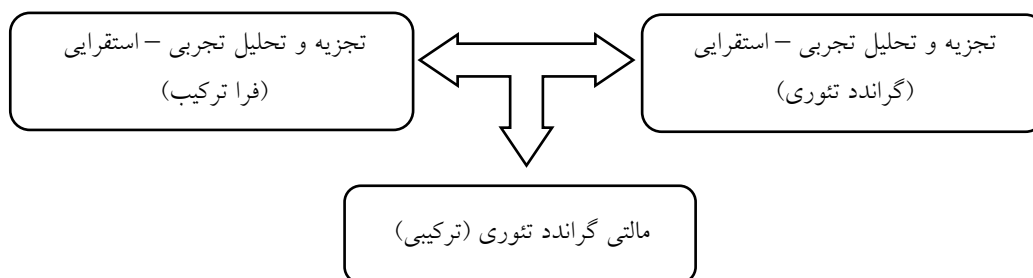 تجزیه و تحلیل تجربی – استقرایی
(گراندد تئوری)
تجزیه و تحلیل تجربی – استقرایی
(فرا ترکیب)
مالتی گراندد تئوری (ترکیبی)